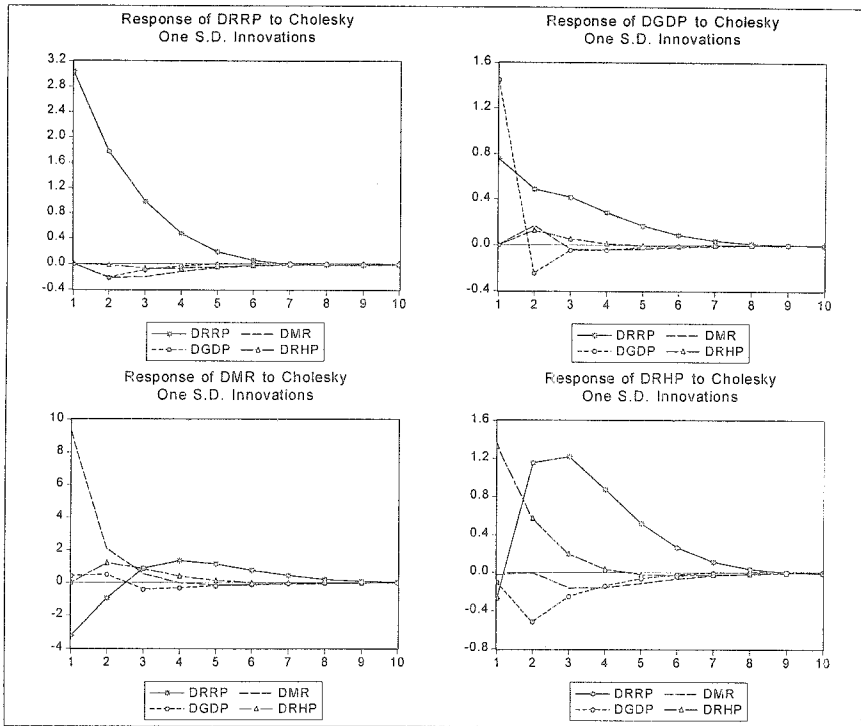 Response of DRRP to Cholesky
One S.D. Innovations
3.2
2.8
2.4
2.0
1.6
1.2
0.8
0.4
0.0
-0.4
1 2 3 4 5 6 7 8 9 10
DRRP DMR
DGDP DRHP
Response of DGDP to Cholesky
One S.D. Innovations
1.6
1.2
0.8
0.4
0.0
-0.4
1 2 3 4 5 6 7 8 9 10
DRRP DMR
DGDP DRHP
Response of DMR to Cholesky
One S.D. Innovations
10
8
6
4
2
0
-2
-4
1 2 3 4 5 6 7 8 9 10
DRRP DMR
DGDP DRHP
Response of DRHP to Cholesky
One S.D. Innovations
1.6
1.2
0.8
0.4
0.0
-0.4
-0.8
1 2 3 4 5 6 7 8 9 10
DRRP DMR
DGDP DRHP